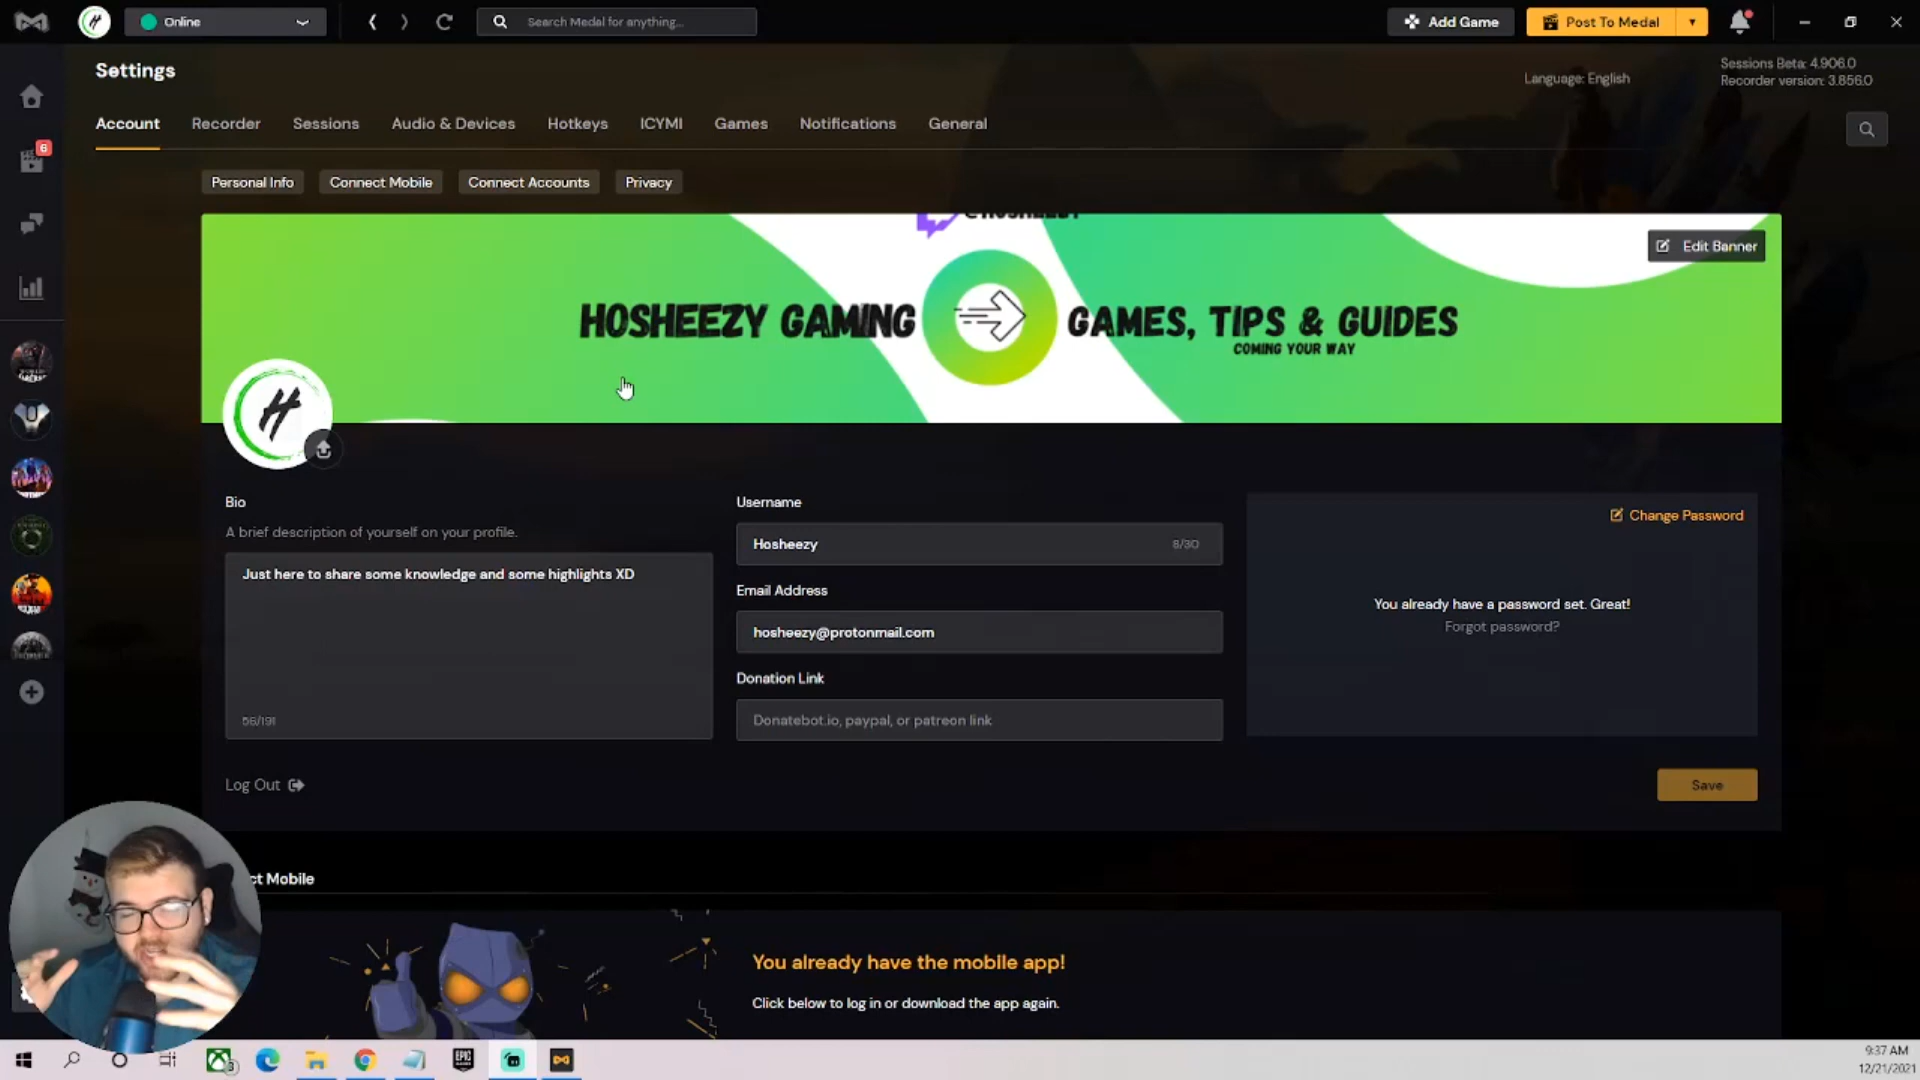 Online
Search Medal for anything...
Add Game
Post To Medal
Settings
Language: English
Sessions Beta: 4.906.0
Recorder version: 3.856.0
Account
Recorder
Sessions
Audio & Devices
Hotkeys
ICYMI
Games
Notifications
General
6
Personal Info
Connect Mobile
Connect Accounts
Privacy
Edit Banner
HOSHEEZY GAMING
GAMES, TIPS & GUIDES
COMING YOUR WAY
H
Bio
A brief description of yourself on your profile.
Just here to share some knowledge and some highlights XD
56/191
Username
Hosheezy
8/30
Email Address
hosheezy@protonmail.com
Donation Link
Donatebot.io, paypal, or patreon link
Change Password
You already have a password set. Great!
Forgot password?
Log Out
Save
ct Mobile
You already have the mobile app!
Click below to log in or download the app again.
EPIC
9:37 AM
12/21/2021